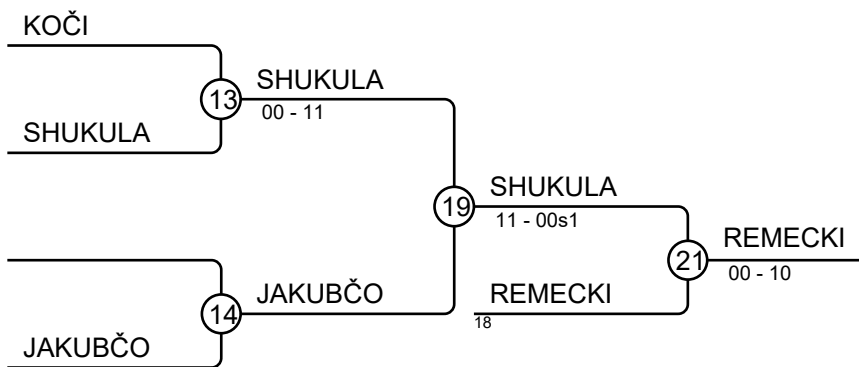 KOČI
13
SHUKULA
00 - 11
SHUKULA
19
SHUKULA
11 - 00s1
21
REMECKI
00 - 10
14
JAKUBČO
REMECKI
18
JAKUBČO